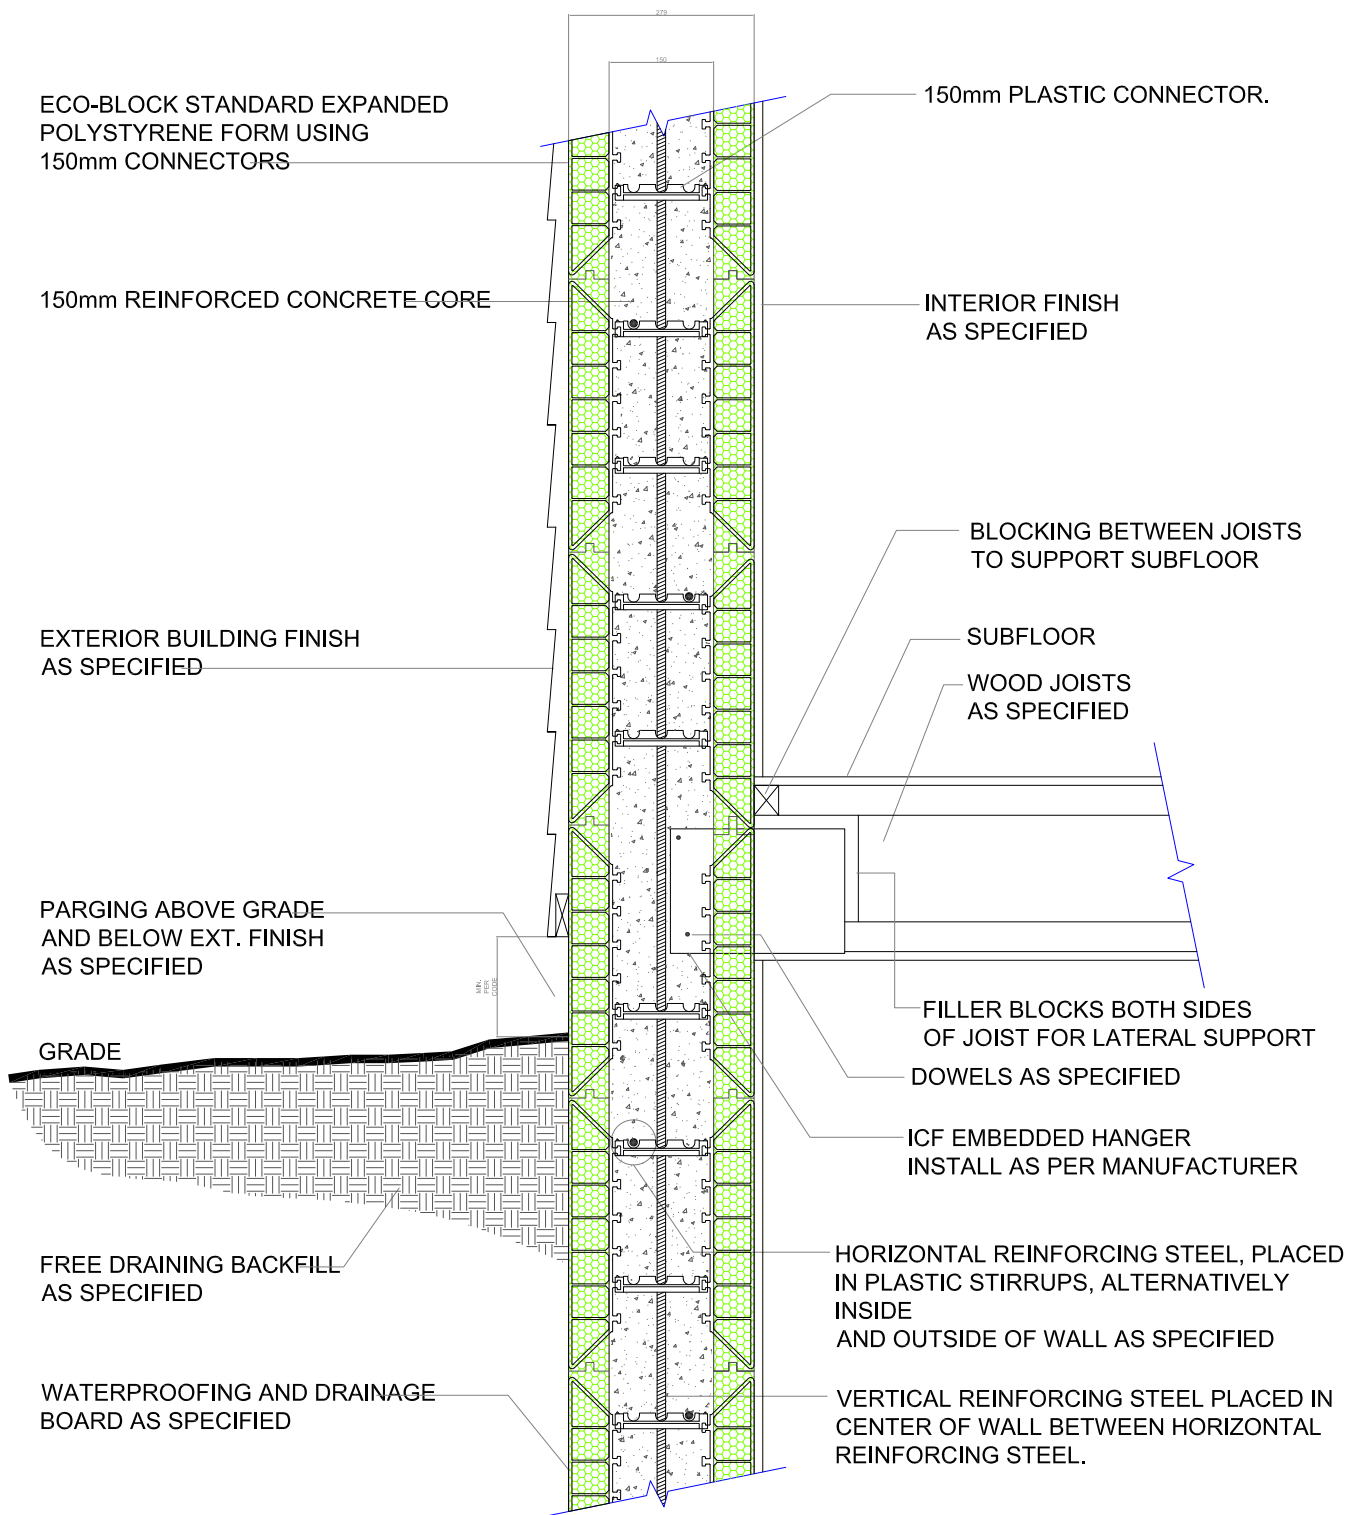 279
150
ECO-BLOCK STANDARD EXPANDED
POLYSTYRENE FORM USING
150mm CONNECTORS
150mm PLASTIC CONNECTOR.
150mm REINFORCED CONCRETE CORE
INTERIOR FINISH
AS SPECIFIED
BLOCKING BETWEEN JOISTS
TO SUPPORT SUBFLOOR
EXTERIOR BUILDING FINISH
AS SPECIFIED
SUBFLOOR
WOOD JOISTS
AS SPECIFIED
PARGING ABOVE GRADE
AND BELOW EXT. FINISH
AS SPECIFIED
MIN.
PER
CODE
FILLER BLOCKS BOTH SIDES
OF JOIST FOR LATERAL SUPPORT
GRADE
DOWELS AS SPECIFIED
ICF EMBEDDED HANGER
INSTALL AS PER MANUFACTURER
FREE DRAINING BACKFILL
AS SPECIFIED
HORIZONTAL REINFORCING STEEL, PLACED
IN PLASTIC STIRRUPS, ALTERNATIVELY
INSIDE
AND OUTSIDE OF WALL AS SPECIFIED
WATERPROOFING AND DRAINAGE
BOARD AS SPECIFIED
VERTICAL REINFORCING STEEL PLACED IN
CENTER OF WALL BETWEEN HORIZONTAL
REINFORCING STEEL.